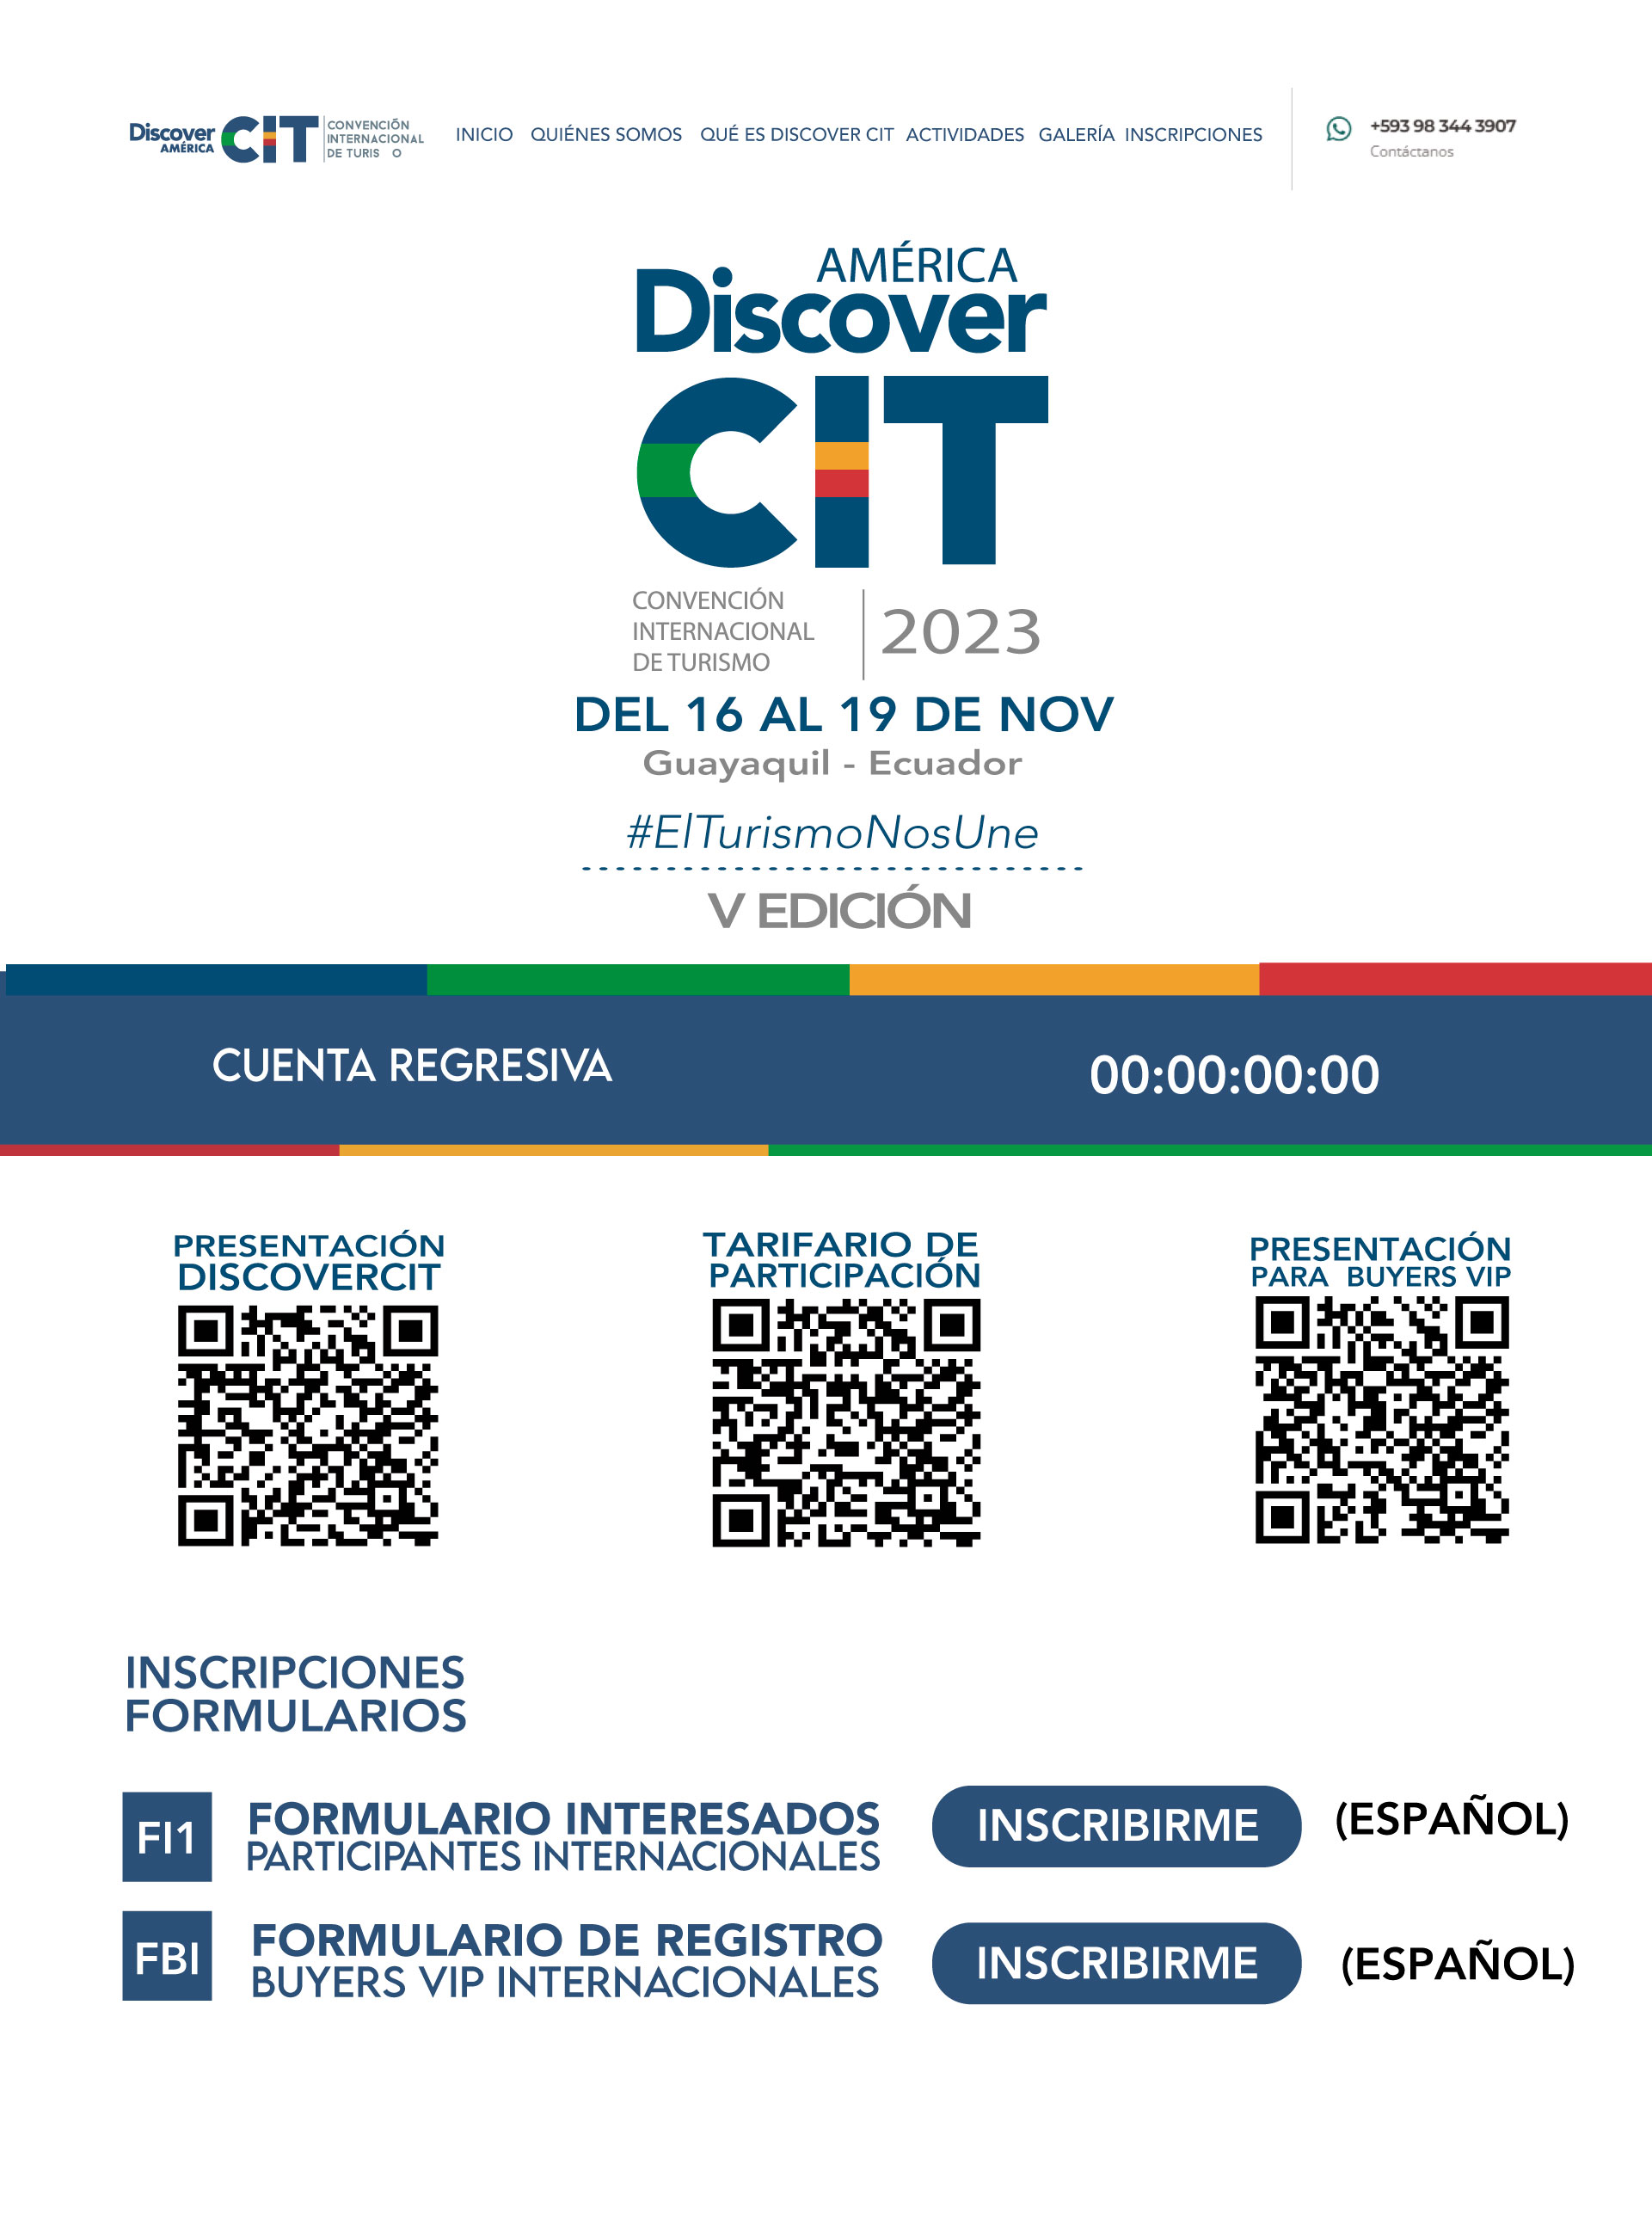 Discover
AMÉRICA
CIT
CONVENCIÓN
INTERNACIONAL
DE TURIS O
INICIO QUIÉNES SOMOS QUÉ ES DISCOVER CIT ACTIVIDADES GALERÍA INSCRIPCIONES
+593 98 344 3907
Contáctanos
AMÉRICA
Discover
CIT
CONVENCIÓN
INTERNACIONAL
DE TURISMO
2023
DEL 16 AL 19 DE NOV
Guayaquil - Ecuador
#ElTurismoNosUne
V EDICIÓN
CUENTA REGRESIVA
00:00:00:00
PRESENTACIÓN
DISCOVERCIT
TARIFARIO DE
PARTICIPACIÓN
PRESENTACIÓN
PARA BUYERS VIP
INSCRIPCIONES
FORMULARIOS
FI1
FORMULARIO INTERESADOS
PARTICIPANTES INTERNACIONALES
INSCRIBIRME
(ESPAÑOL)
FBI
FORMULARIO DE REGISTRO
BUYERS VIP INTERNACIONALES
INSCRIBIRME
(ESPAÑOL)